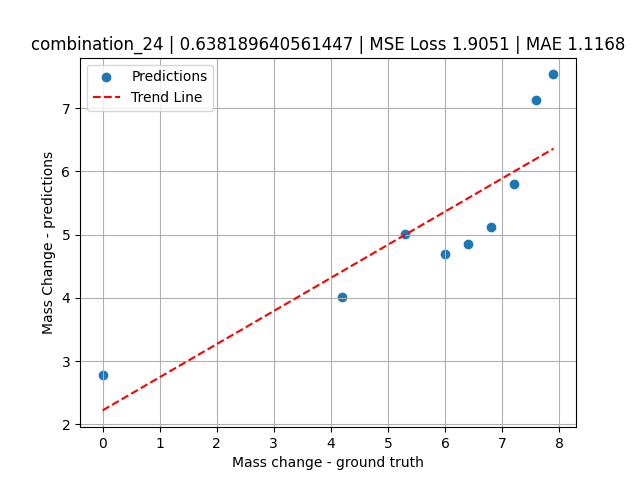 combination_24 | 0.638189640561447 | MSE Loss 1.9051 | MAE 1.1168
Predictions
Trend Line
Mass Change - predictions
7
6
5
4
3
2
0 1 2 3 4 5 6 7 8
Mass change - ground truth